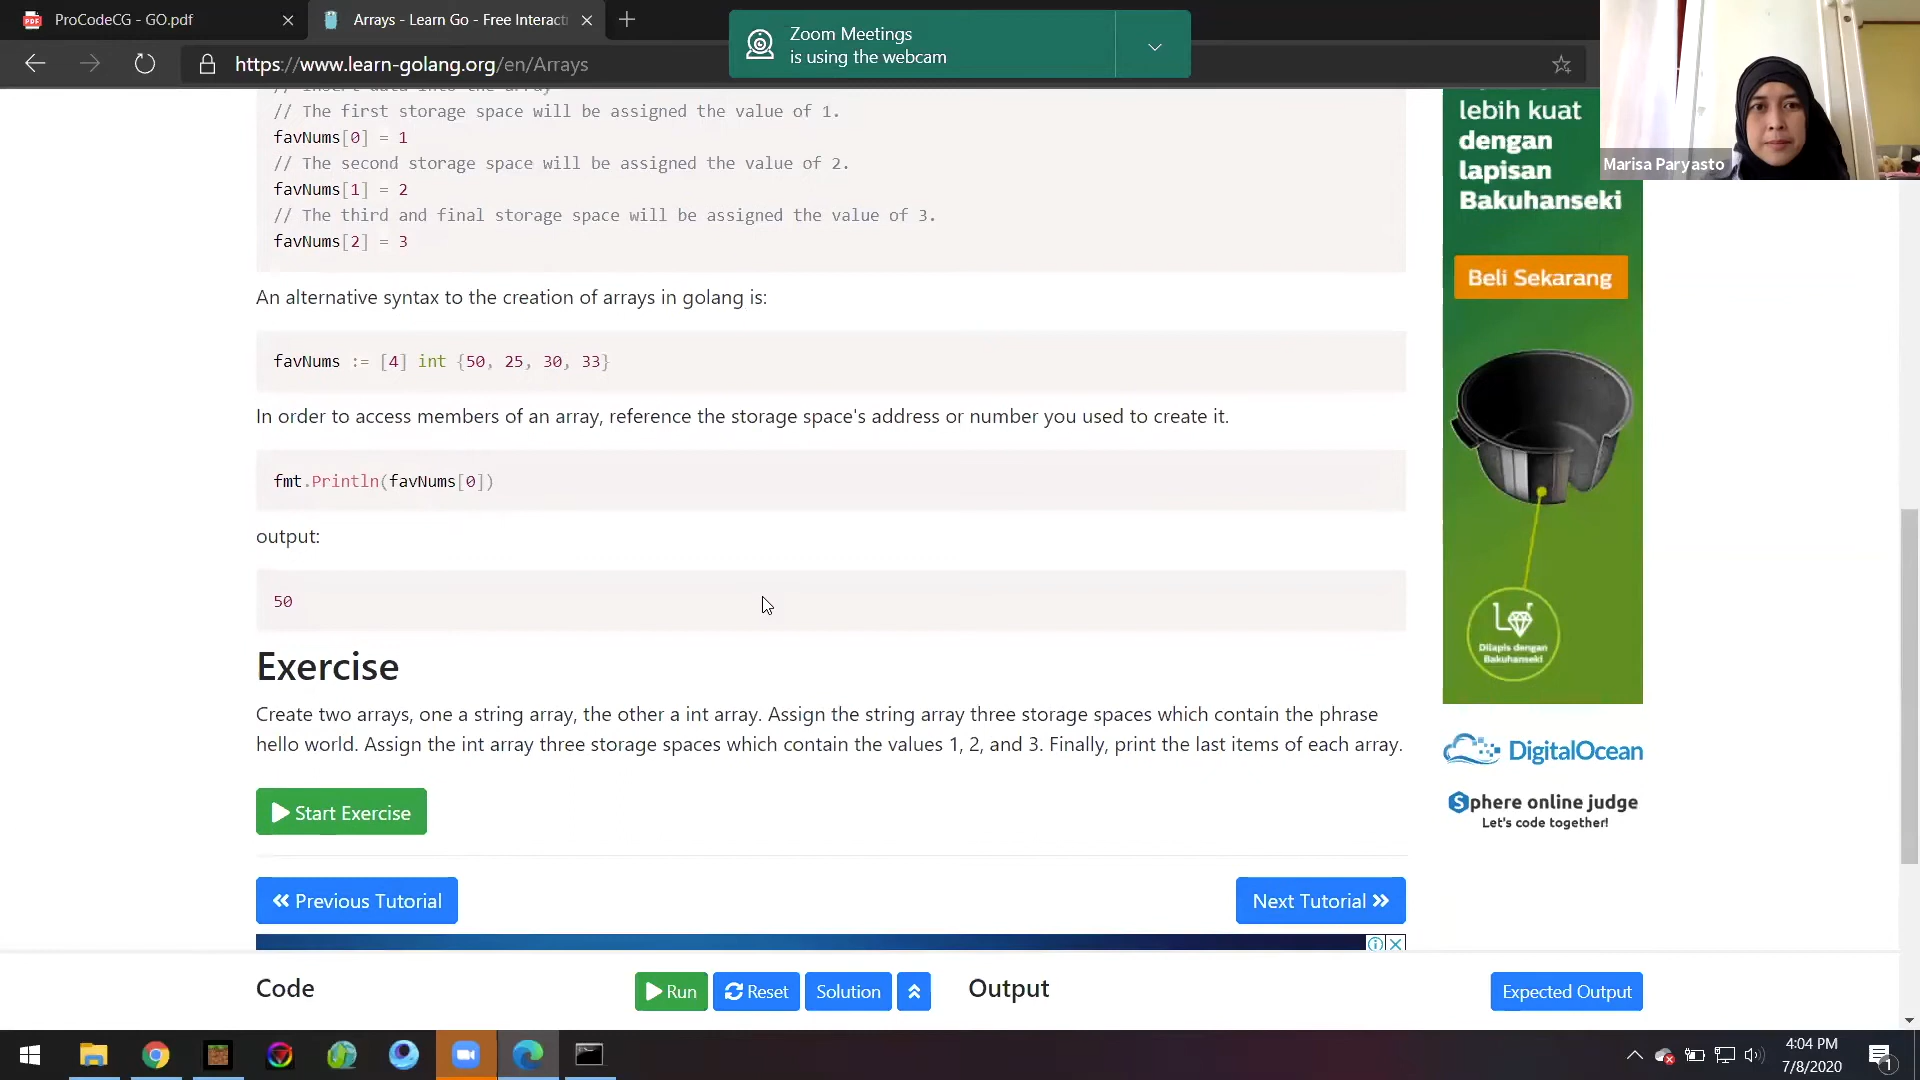 ProCodeCG - GO.pdf
Arrays - Learn Go - Free Interact
Zoom Meetings
is using the webcam
https://www.learn-golang.org/en/Arrays
Marisa Paryasto
// Insert data into the array
// The first storage space will be assigned the value of 1.
favNums[0] = 1
// The second storage space will be assigned the value of 2.
favNums[1] = 2
// The third and final storage space will be assigned the value of 3.
favNums[2] = 3
An alternative syntax to the creation of arrays in golang is:
favNums := [4] int {50, 25, 30, 33}
In order to access members of an array, reference the storage space's address or number you used to create it.
fmt.Println(favNums[0])
output:
50
Exercise
Create two arrays, one a string array, the other a int array. Assign the string array three storage spaces which contain the phrase
hello world. Assign the int array three storage spaces which contain the values 1, 2, and 3. Finally, print the last items of each array.
Start Exercise
Previous Tutorial
Next Tutorial
lebih kuat
dengan
lapisan
Bakuhanseki
Beli Sekarang
Dilapis dengan
Bakuhanseki
DigitalOcean
Sphere online judge
Let's code together!
Code
Run
Reset
Solution
Output
Expected Output
4:04 PM
7/8/2020
1